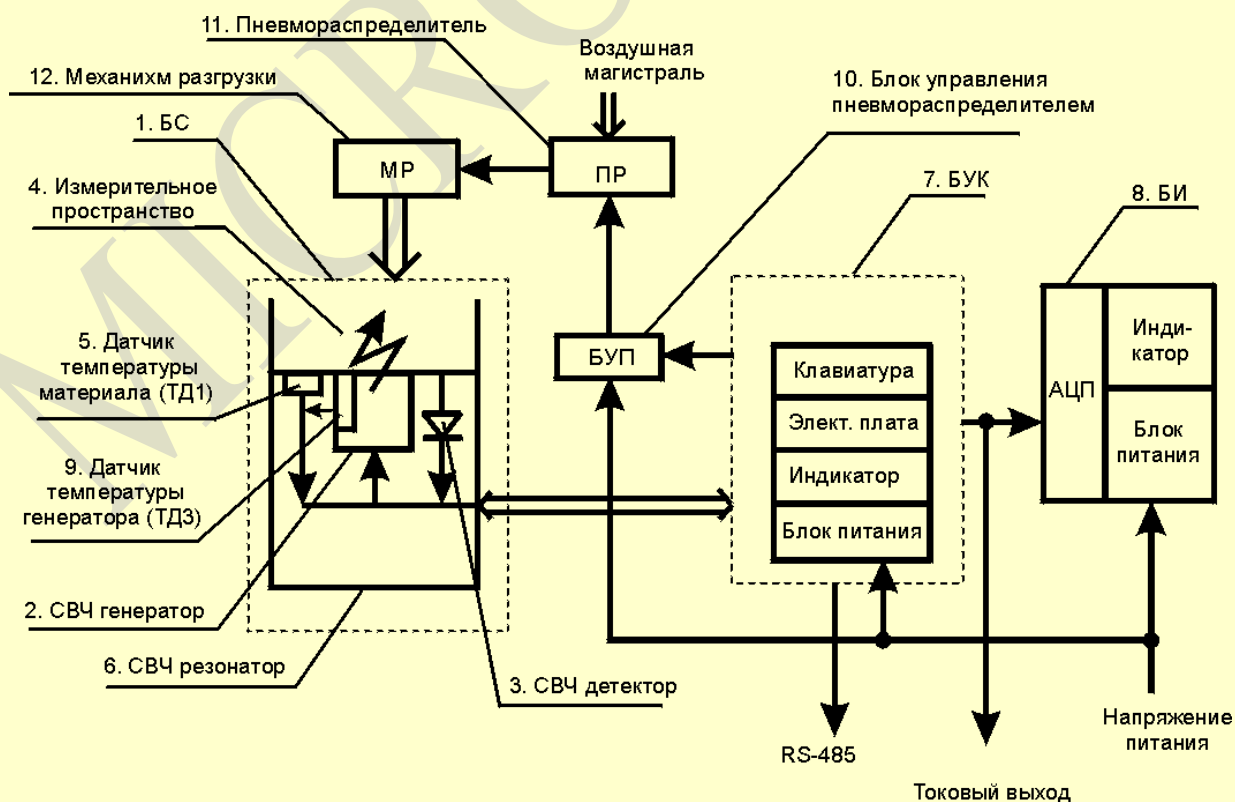 11. Пневмораспределитель
Воздушная
магистраль
12. Механихм разгрузки
10. Блок управления
пневмораспределителем
1. БС
МР
ПР
4. Измерительное
пространство
7. БУК
8. БИ
5. Датчик
температуры
материала (ТД1)
БУП
Клавиатура
Элект. плата
Индикатор
Блок питания
АЦП
Инди-
катор
Блок
питания
9. Датчик
температуры
генератора (ТД3)
2. СВЧ генератор
6. СВЧ резонатор
3. СВЧ детектор
RS-485
Токовый выход
Напряжение
питания
MICR